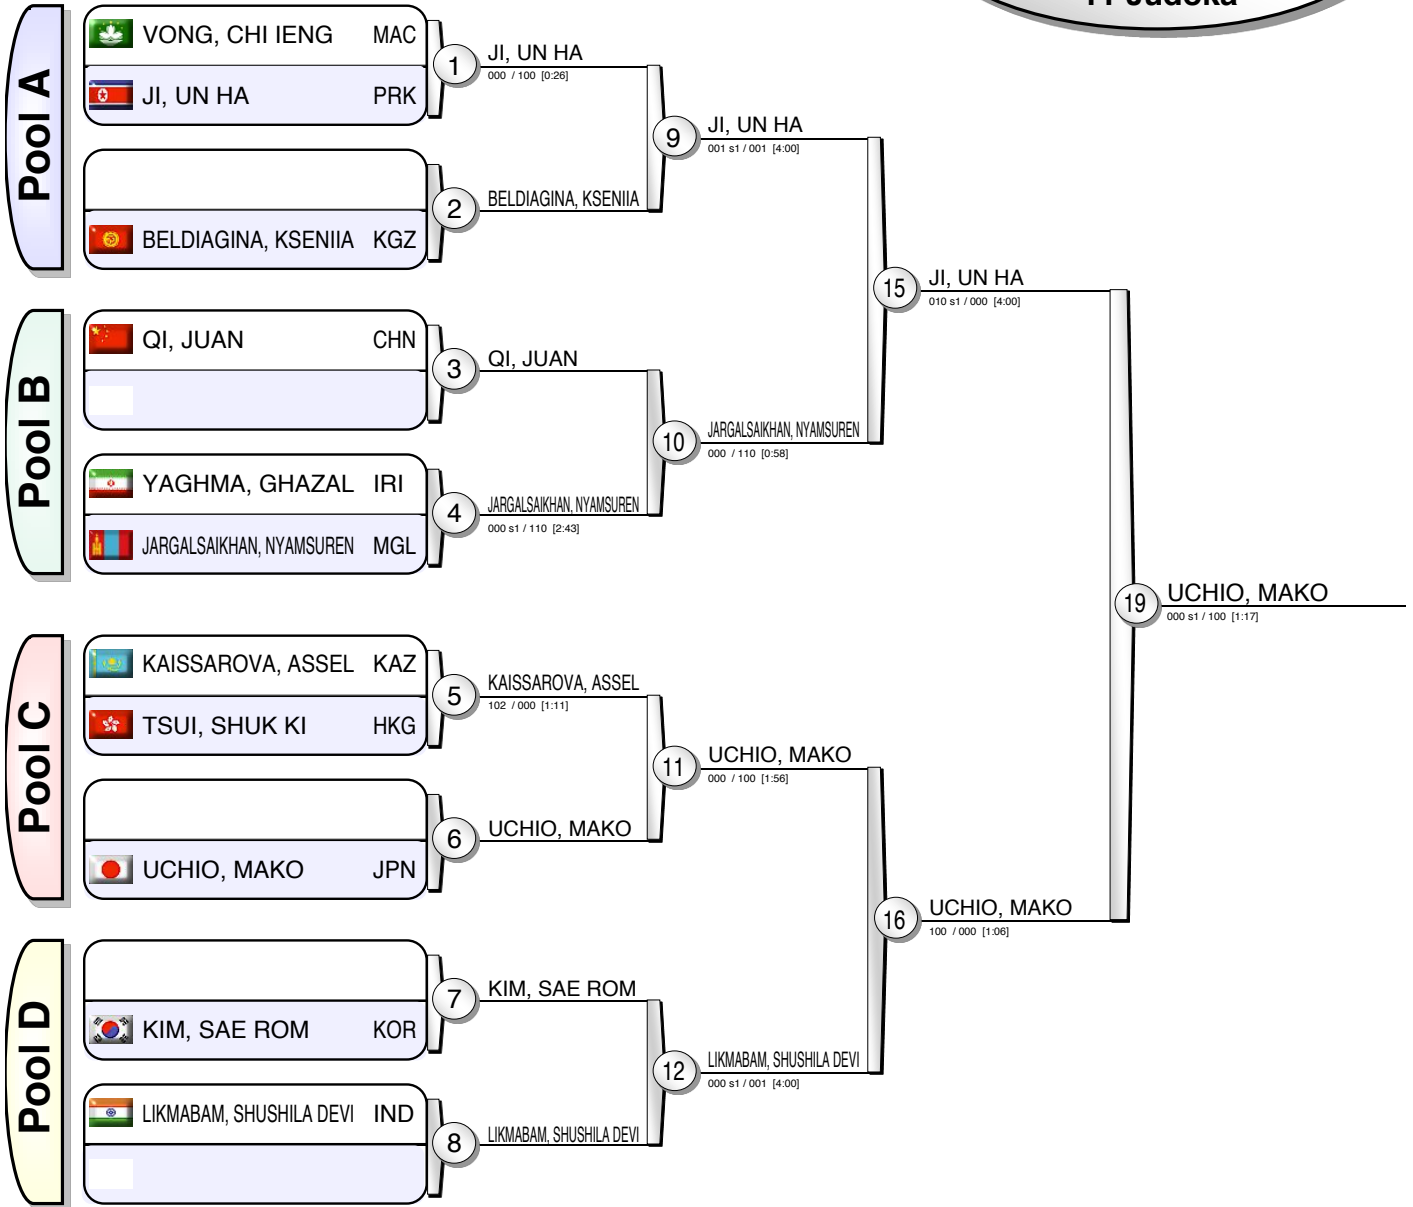 11 Judoka
Pool A
VONG, CHI IENG MAC
JI, UN HA PRK
1
JI, UN HA
000 / 100 [0:26]
BELDIAGINA, KSENIIA KGZ
2
BELDIAGINA, KSENIIA
9
JI, UN HA
001 s1 / 001 [4:00]
Pool B
QI, JUAN CHN
3
QI, JUAN
YAGHMA, GHAZAL IRI
JARGALSAIKHAN, NYAMSUREN MGL
4
JARGALSAIKHAN, NYAMSUREN
000 s1 / 110 [2:43]
10
JARGALSAIKHAN, NYAMSUREN
000 / 110 [0:58]
15
JI, UN HA
010 s1 / 000 [4:00]
Pool C
KAISSAROVA, ASSEL KAZ
TSUI, SHUK KI HKG
5
KAISSAROVA, ASSEL
102 / 000 [1:11]
UCHIO, MAKO JPN
6
UCHIO, MAKO
11
UCHIO, MAKO
000 / 100 [1:56]
Pool D
KIM, SAE ROM KOR
7
KIM, SAE ROM
LIKMABAM, SHUSHILA DEVI IND
8
LIKMABAM, SHUSHILA DEVI
12
LIKMABAM, SHUSHILA DEVI
000 s1 / 001 [4:00]
16
UCHIO, MAKO
100 / 000 [1:06]
19
UCHIO, MAKO
000 s1 / 100 [1:17]